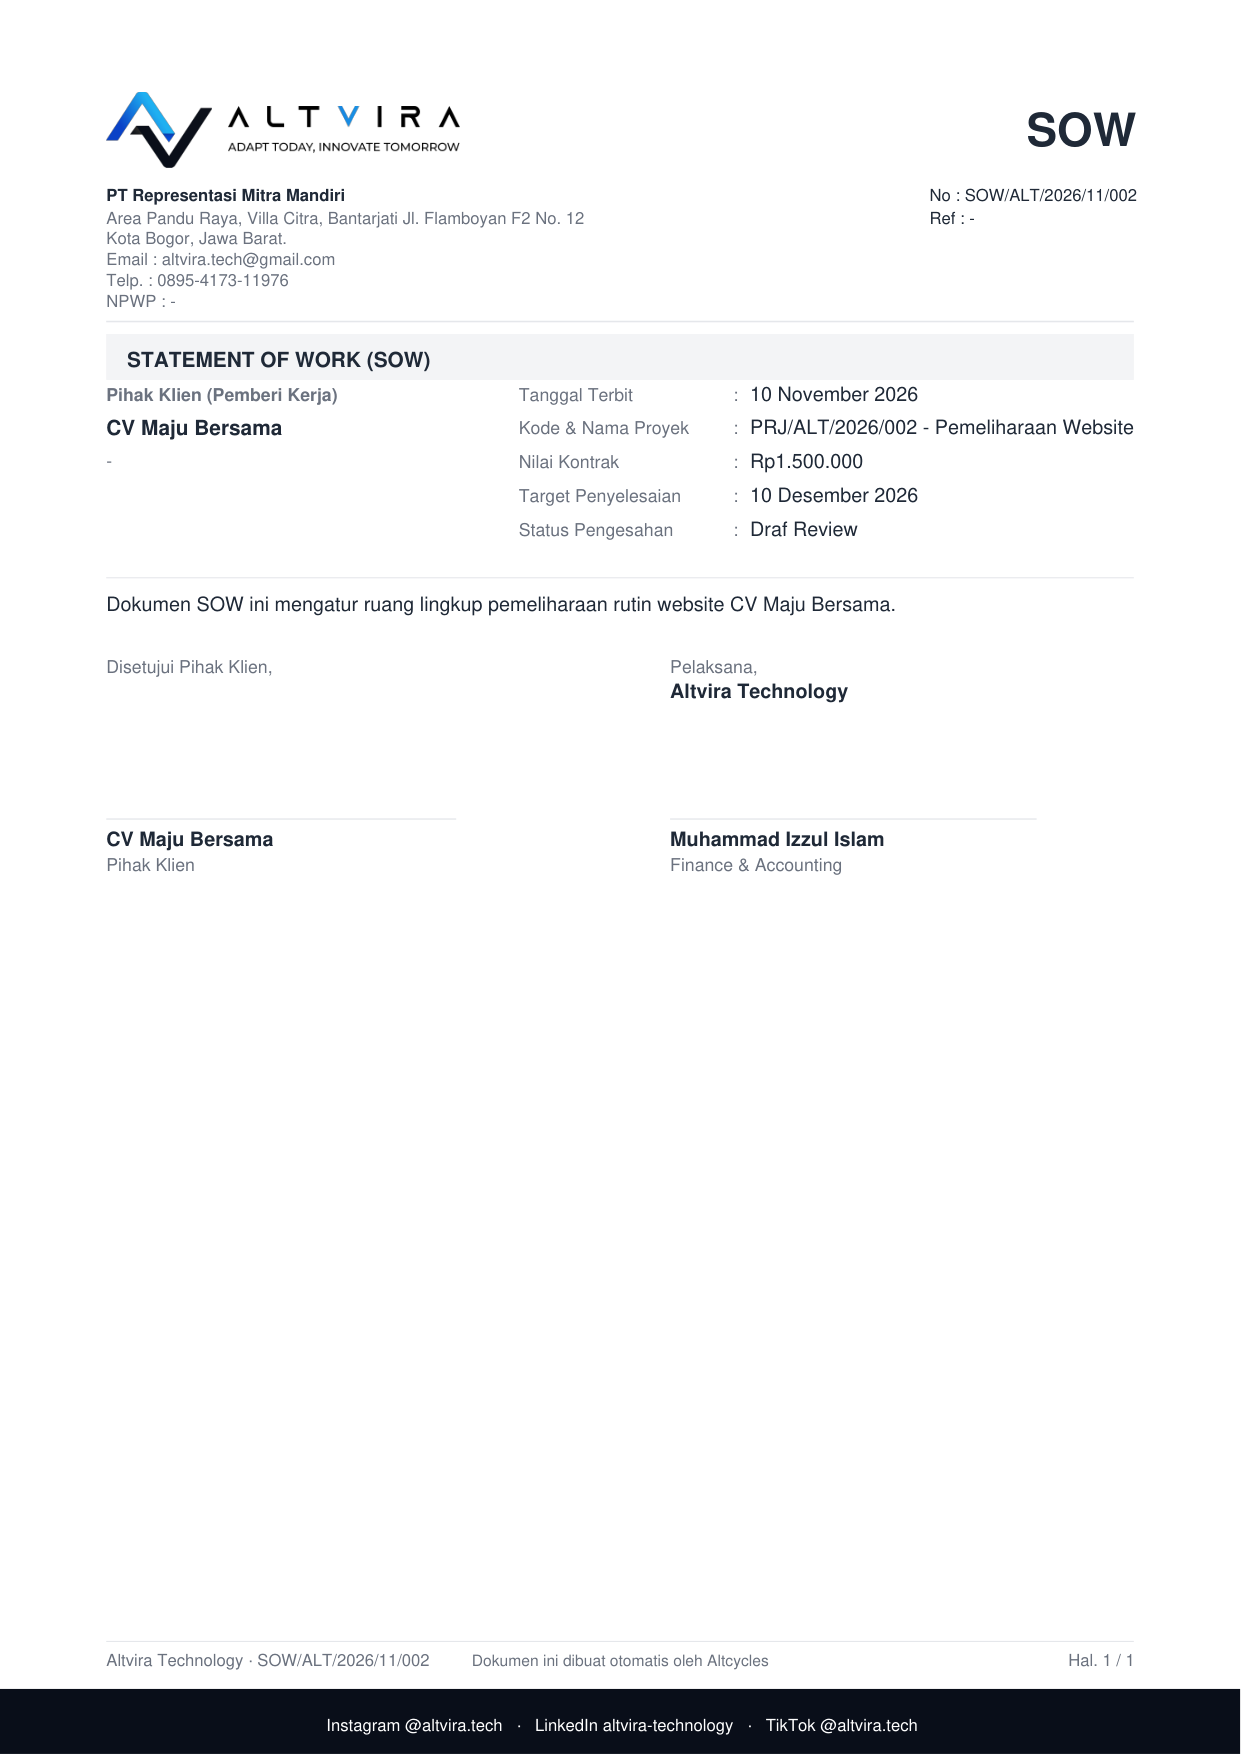 ALTVIRA
ADAPT TODAY, INNOVATE TOMORROW
SOW
PT Representasi Mitra Mandiri
Area Pandu Raya, Villa Citra, Bantarjati Jl. Flamboyan F2 No. 12
Kota Bogor, Jawa Barat.
Email : altvira.tech@gmail.com
Telp. : 0895-4173-11976
NPWP : -
No : SOW/ALT/2026/11/002
Ref : -
STATEMENT OF WORK (SOW)
Pihak Klien (Pemberi Kerja)
CV Maju Bersama
-
Tanggal Terbit : 10 November 2026
Kode & Nama Proyek : PRJ/ALT/2026/002 - Pemeliharaan Website
Nilai Kontrak : Rp1.500.000
Target Penyelesaian : 10 Desember 2026
Status Pengesahan : Draf Review
Dokumen SOW ini mengatur ruang lingkup pemeliharaan rutin website CV Maju Bersama.
Disetujui Pihak Klien,
CV Maju Bersama
Pihak Klien
Pelaksana,
Altvira Technology
Muhammad Izzul Islam
Finance & Accounting
Altvira Technology · SOW/ALT/2026/11/002 Dokumen ini dibuat otomatis oleh Altcycles Hal. 1 / 1
Instagram @altvira.tech · LinkedIn altvira-technology · TikTok @altvira.tech